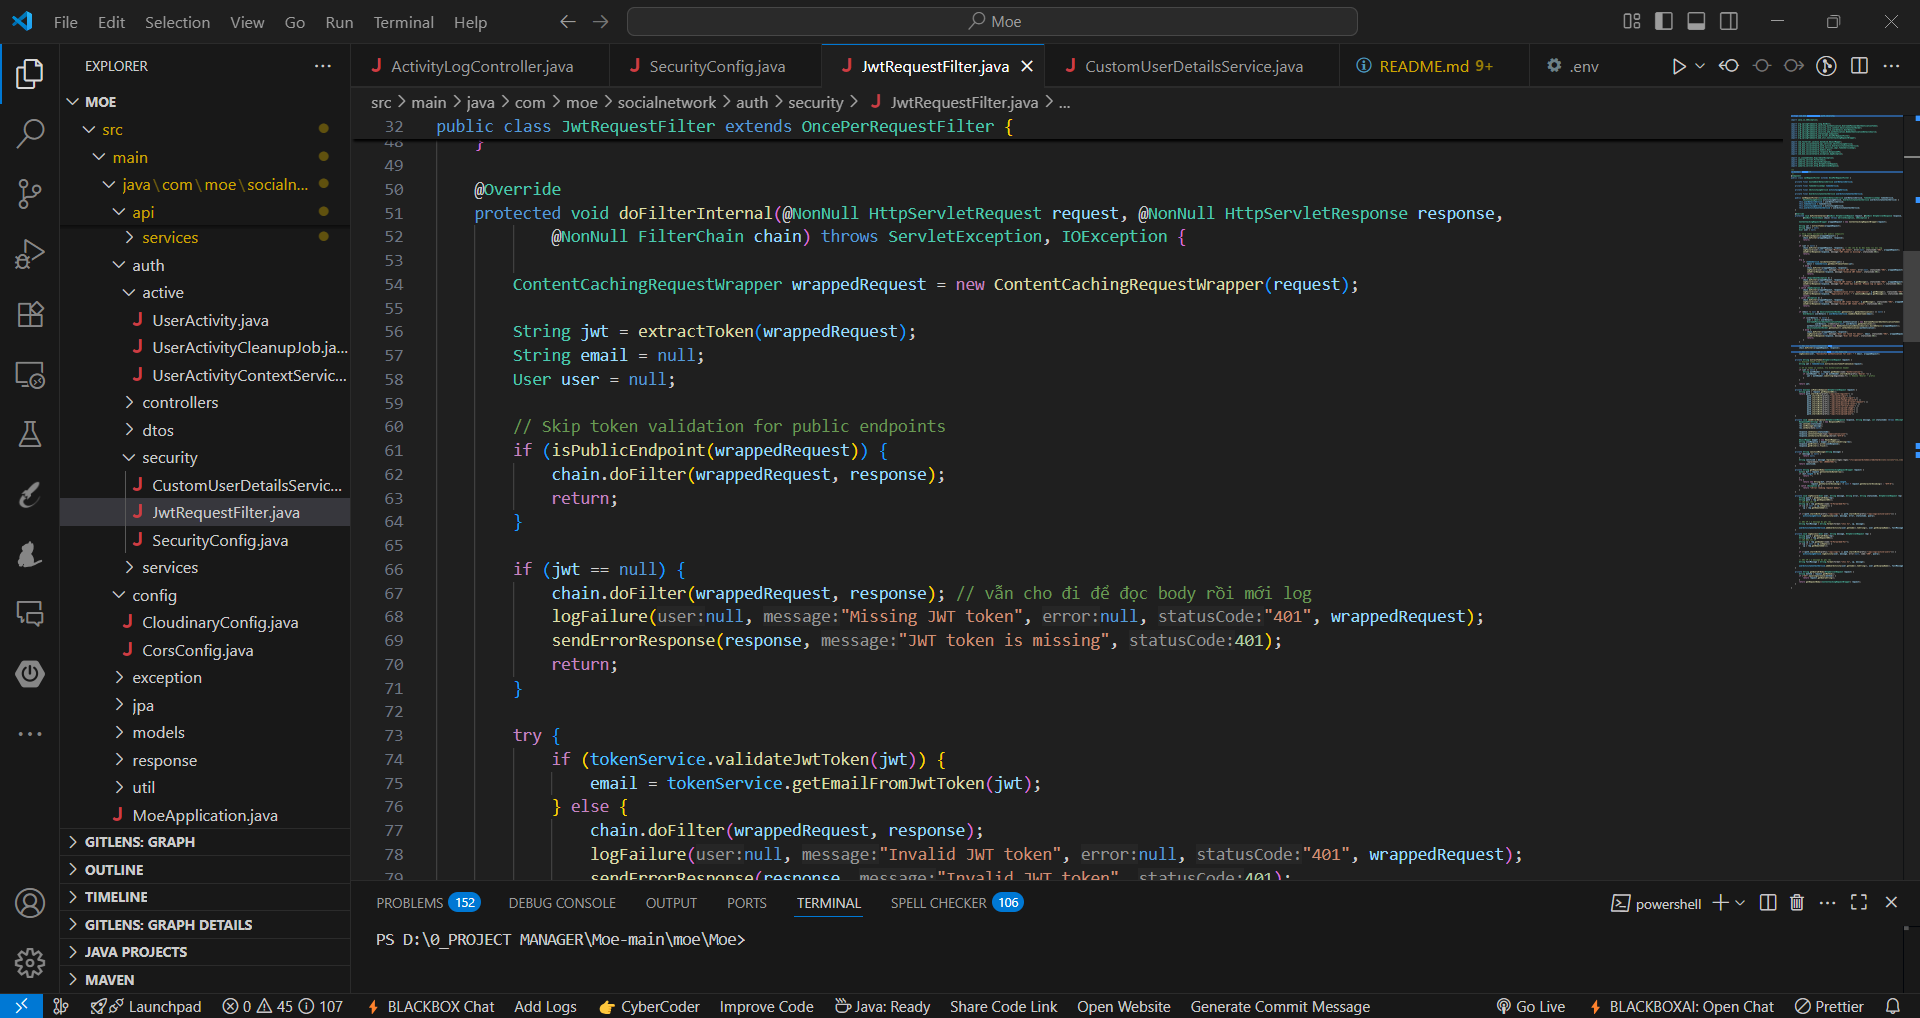 File Edit Selection View Go Run Terminal Help
Moe
EXPLORER
MOE
src
main
java\com\moe\socialn...
api
services
auth
active
UserActivity.java
UserActivityCleanupJob.ja...
UserActivityContextServic...
controllers
dtos
security
CustomUserDetailsServic...
JwtRequestFilter.java
SecurityConfig.java
services
config
CloudinaryConfig.java
CorsConfig.java
exception
jpa
models
response
util
MoeApplication.java
GITLENS: GRAPH
OUTLINE
TIMELINE
GITLENS: GRAPH DETAILS
JAVA PROJECTS
MAVEN
ActivityLogController.java SecurityConfig.java JwtRequestFilter.java CustomUserDetailsService.java README.md 9+ .env
src > main > java > com > moe > socialnetwork > auth > security > JwtRequestFilter.java > ...
32 public class JwtRequestFilter extends OncePerRequestFilter {
48 }
49
50 @Override
51 protected void doFilterInternal(@NonNull HttpServletRequest request, @NonNull HttpServletResponse response,
52 @NonNull FilterChain chain) throws ServletException, IOException {
53
54 ContentCachingRequestWrapper wrappedRequest = new ContentCachingRequestWrapper(request);
55
56 String jwt = extractToken(wrappedRequest);
57 String email = null;
58 User user = null;
59
60 // Skip token validation for public endpoints
61 if (isPublicEndpoint(wrappedRequest)) {
62 chain.doFilter(wrappedRequest, response);
63 return;
64 }
65
66 if (jwt == null) {
67 chain.doFilter(wrappedRequest, response); // vẫn cho đi để đọc body rồi mới log
68 logFailure(user:null, message:"Missing JWT token", error:null, statusCode:"401", wrappedRequest);
69 sendErrorResponse(response, message:"JWT token is missing", statusCode:401);
70 return;
71 }
72
73 try {
74 if (tokenService.validateJwtToken(jwt)) {
75 email = tokenService.getEmailFromJwtToken(jwt);
76 } else {
77 chain.doFilter(wrappedRequest, response);
78 logFailure(user:null, message:"Invalid JWT token", error:null, statusCode:"401", wrappedRequest);
79 sendErrorResponse(response, message:"Invalid JWT token", statusCode:401);
PROBLEMS 152 DEBUG CONSOLE OUTPUT PORTS TERMINAL SPELL CHECKER 106 powershell
PS D:\0_PROJECT MANAGER\Moe-main\moe\Moe>
Launchpad 0 45 107 BLACKBOX Chat Add Logs CyberCoder Improve Code Java: Ready Share Code Link Open Website Generate Commit Message Go Live BLACKBOXAI: Open Chat Prettier